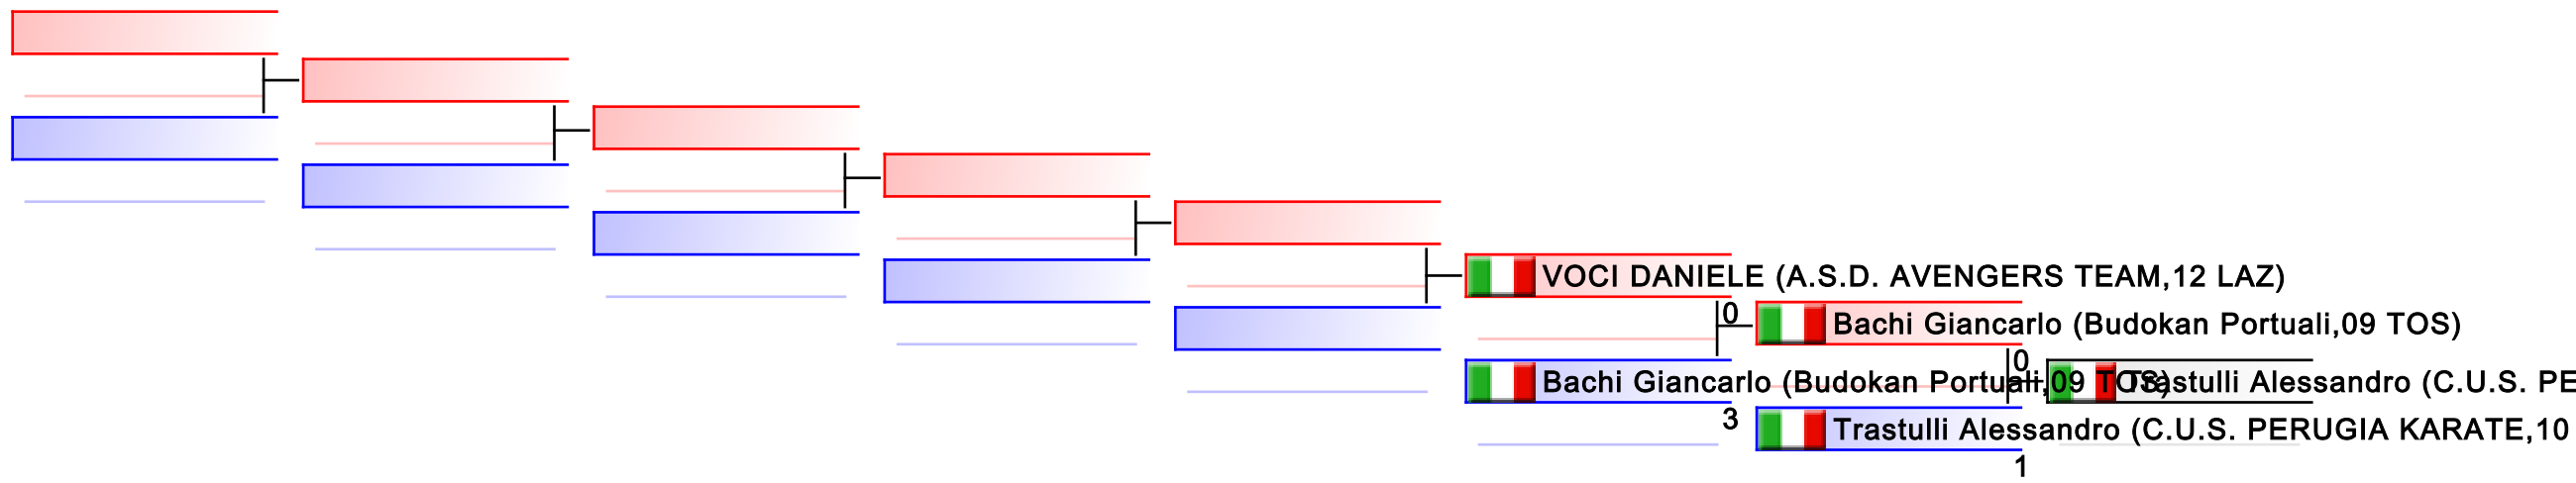 VOCI DANIELE (A.S.D. AVENGERS TEAM,12 LAZ)
0
Bachi Giancarlo (Budokan Portuali,09 TOS)
0
Bachi Giancarlo (Budokan Portuali,09 TOS)
Trastulli Alessandro (C.U.S. PE
3
Trastulli Alessandro (C.U.S. PERUGIA KARATE,10
1